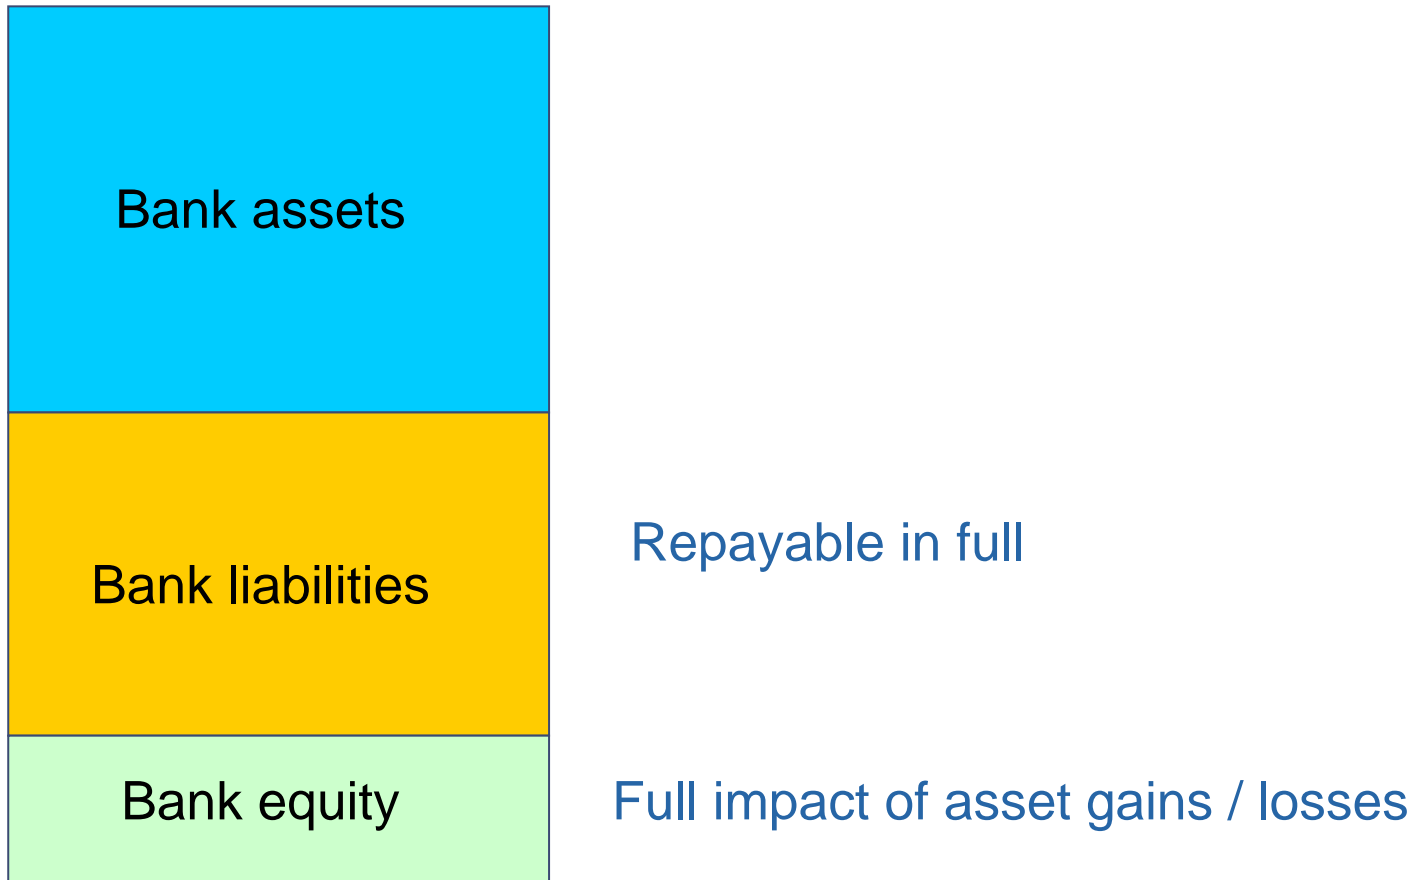 Bank assets
Repayable in full
Bank liabilities
Bank equity
Full impact of asset gains / losses